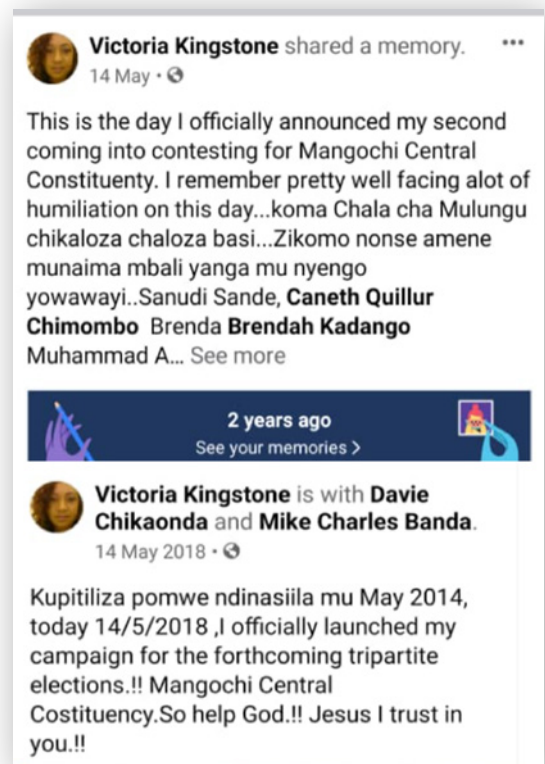 Victoria Kingstone shared a memory.
14 May ·
This is the day I officially announced my second
coming into contesting for Mangochi Central
Constituenty. I remember pretty well facing alot of
humiliation on this day...koma Chala cha Mulungu
chikaloza chaloza basi...Zikomo nonse amene
munaima mbali yanga mu nyengo
yowawayi..Sanudi Sande, Caneth Quillur
Chimombo Brenda Brendah Kadango
Muhammad A... See more
2 years ago
See your memories >
Victoria Kingstone is with Davie
Chikaonda and Mike Charles Banda.
14 May 2018 ·
Kupitiliza pomwe ndinasiila mu May 2014,
today 14/5/2018 ,I officially launched my
campaign for the forthcoming tripartite
elections.!! Mangochi Central
Costituency.So help God.!! Jesus I trust in
you.!!